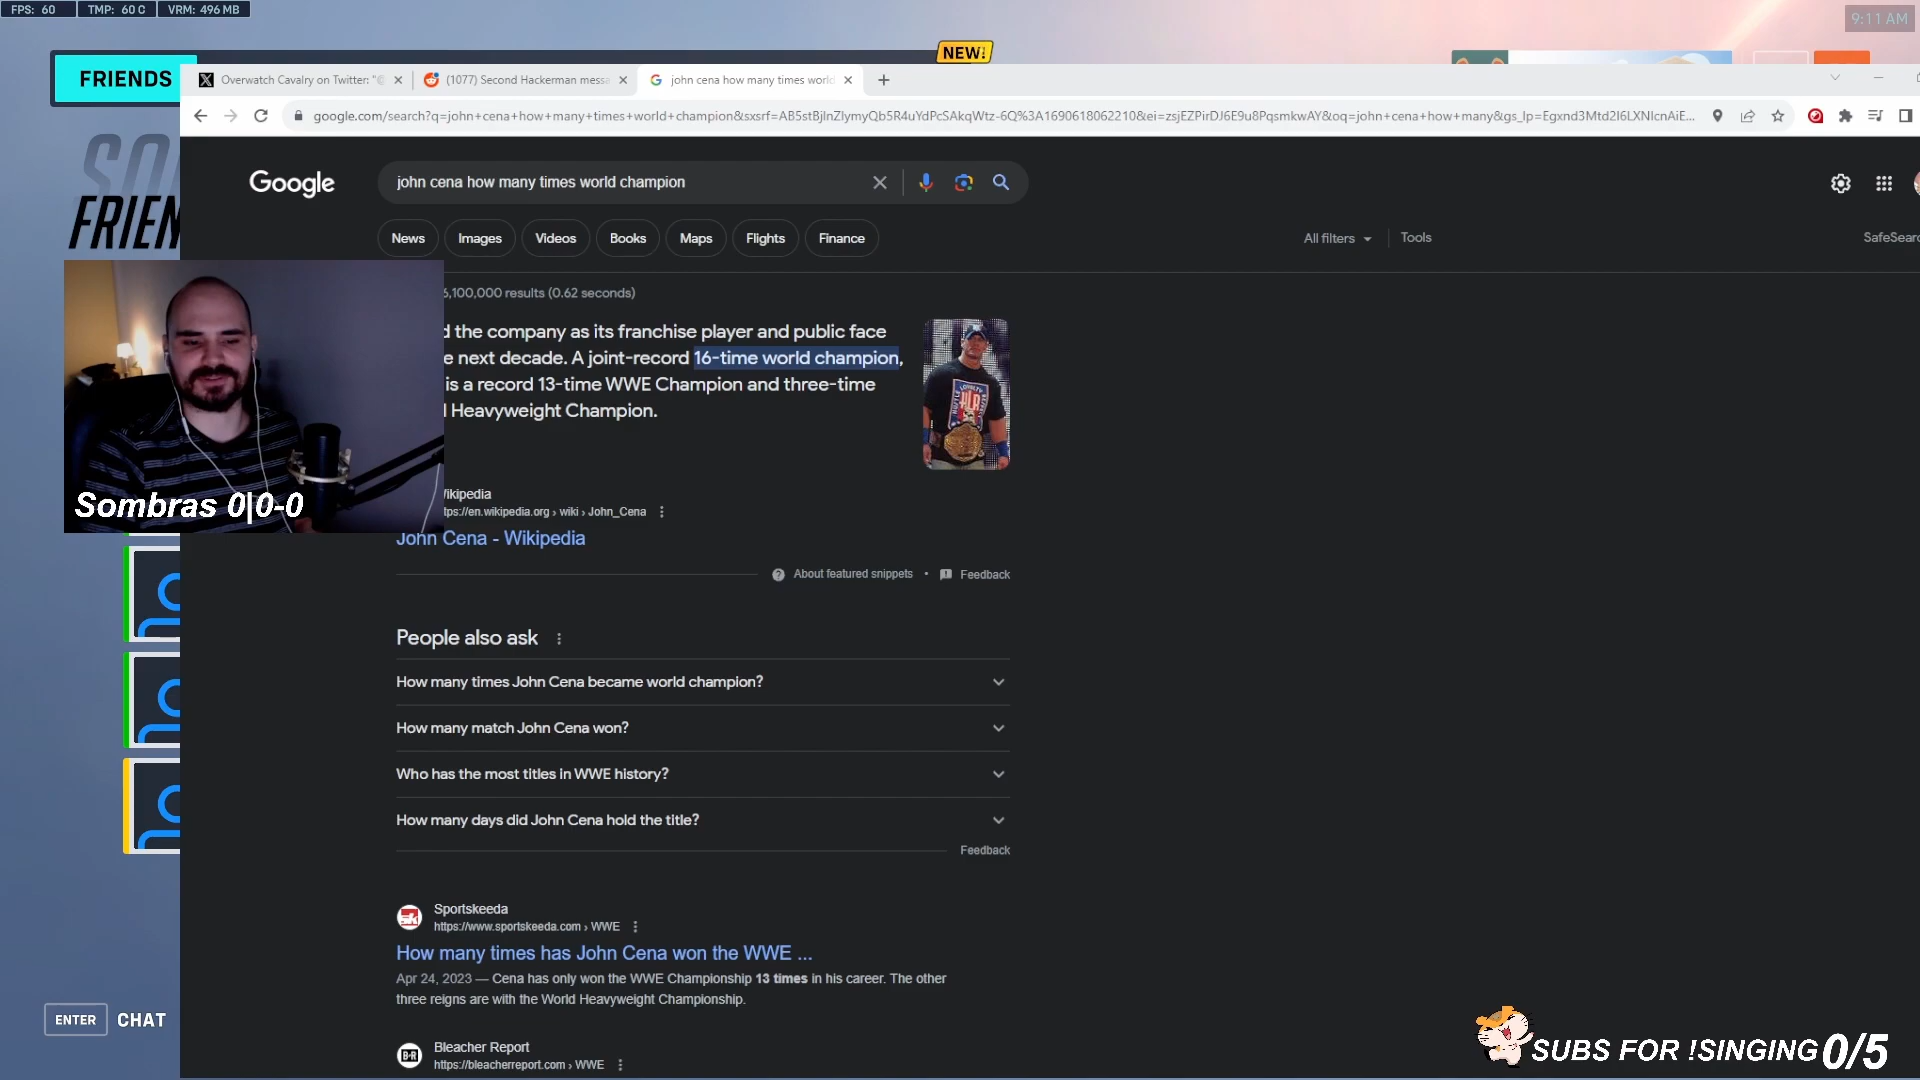 FPS: 60
TMP: 60 C
VRM: 496 MB
9:11 AM
NEW!
FRIENDS
Overwatch Cavalry on Twitter: "
(1077) Second Hackerman messa
john cena how many times world
google.com/search?q=john+cena+how+many+times+world+champion&sxsrf=AB5stBjlnZlymyQb5R4uYdPcSAkqWtz-6Q%3A1690618062210&ei=zsjEZPirDJ6E9u8PqsmkwAY&oq=john+cena+how+many&gs_lp=Egxnd3Mtd2l6LXNlcnAiE...
SO
FRIEN
Google
john cena how many times world champion
News
Images
Videos
Books
Maps
Flights
Finance
All filters
Tools
SafeSearc
6,100,000 results (0.62 seconds)
d the company as its franchise player and public face
e next decade. A joint-record 16-time world champion,
is a record 13-time WWE Champion and three-time
l Heavyweight Champion.
Sombras 0|0-0
Vikipedia
tps://en.wikipedia.org › wiki › John_Cena
John Cena - Wikipedia
About featured snippets
•
Feedback
People also ask
How many times John Cena became world champion?
How many match John Cena won?
Who has the most titles in WWE history?
How many days did John Cena hold the title?
Feedback
Sportskeeda
https://www.sportskeeda.com › WWE
How many times has John Cena won the WWE ...
Apr 24, 2023 — Cena has only won the WWE Championship 13 times in his career. The other
three reigns are with the World Heavyweight Championship.
B/R
Bleacher Report
https://bleacherreport.com › WWE
ENTER
CHAT
SUBS FOR !SINGING 0/5